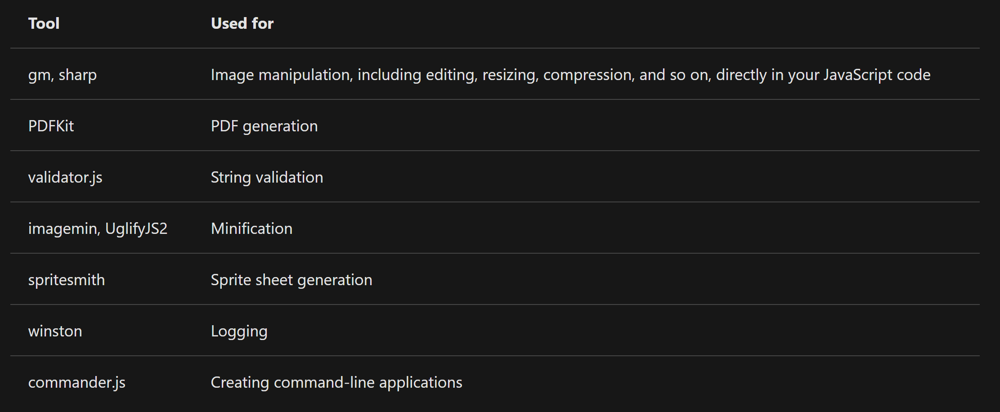 Tool Used for
gm, sharp Image manipulation, including editing, resizing, compression, and so on, directly in your JavaScript code
PDFKit PDF generation
validator.js String validation
imagemin, UglifyJS2 Minification
spritesmith Sprite sheet generation
winston Logging
commander.js Creating command-line applications